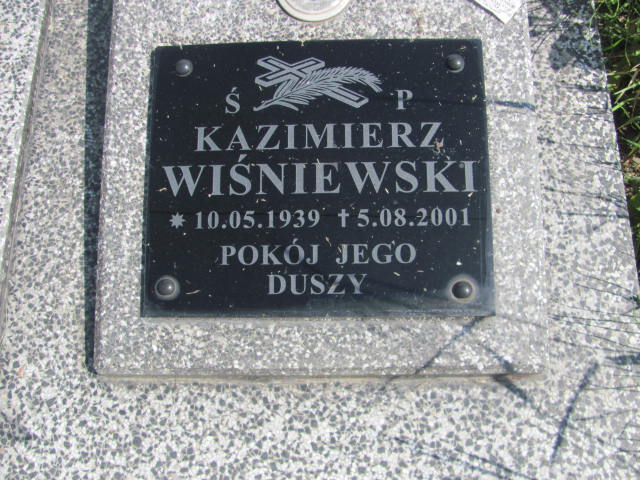 Ś P
KAZIMIERZ
WIŚNIEWSKI
* 10.05.1939 † 5.08.2001
POKÓJ JEGO
DUSZY